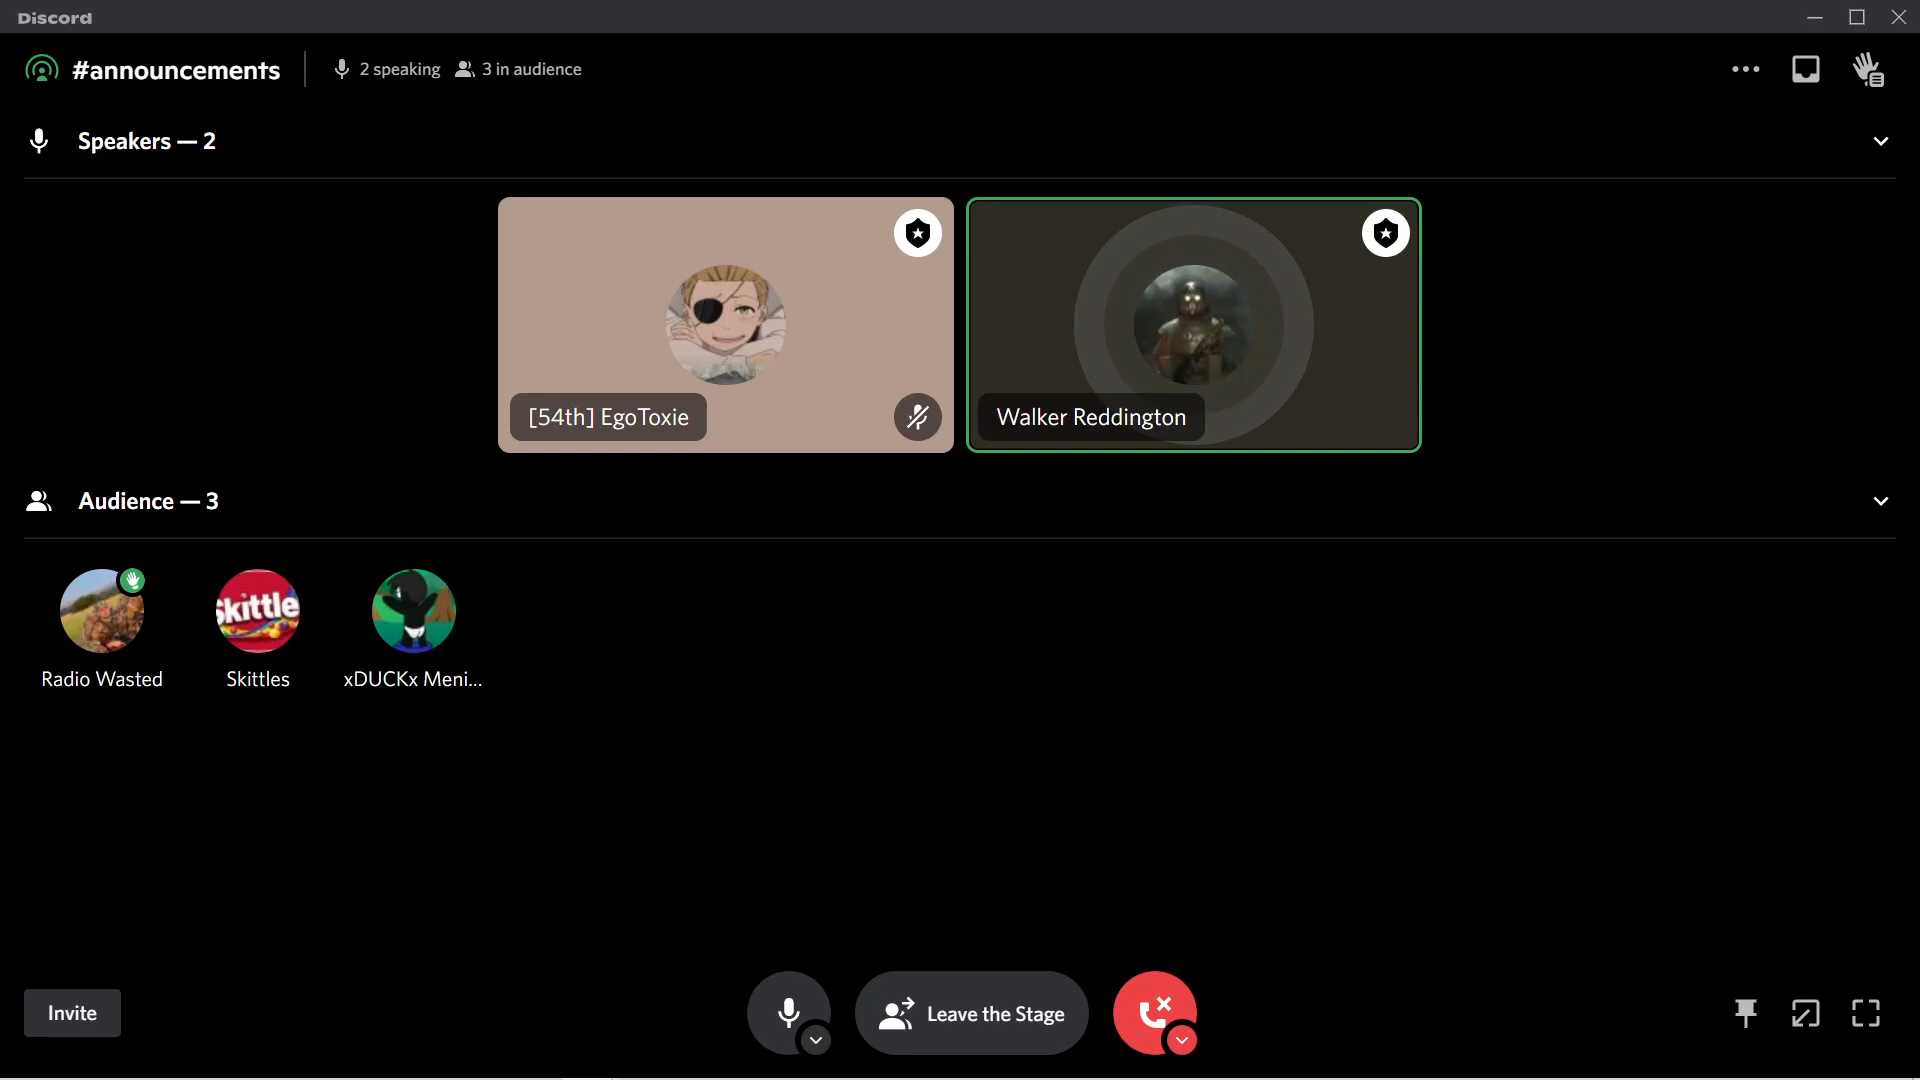 Discord
#announcements
2 speaking
3 in audience
Speakers — 2
[54th] EgoToxie
Walker Reddington
Audience — 3
skittle
Radio Wasted
Skittles
xDUCKx Meni...
Invite
Leave the Stage